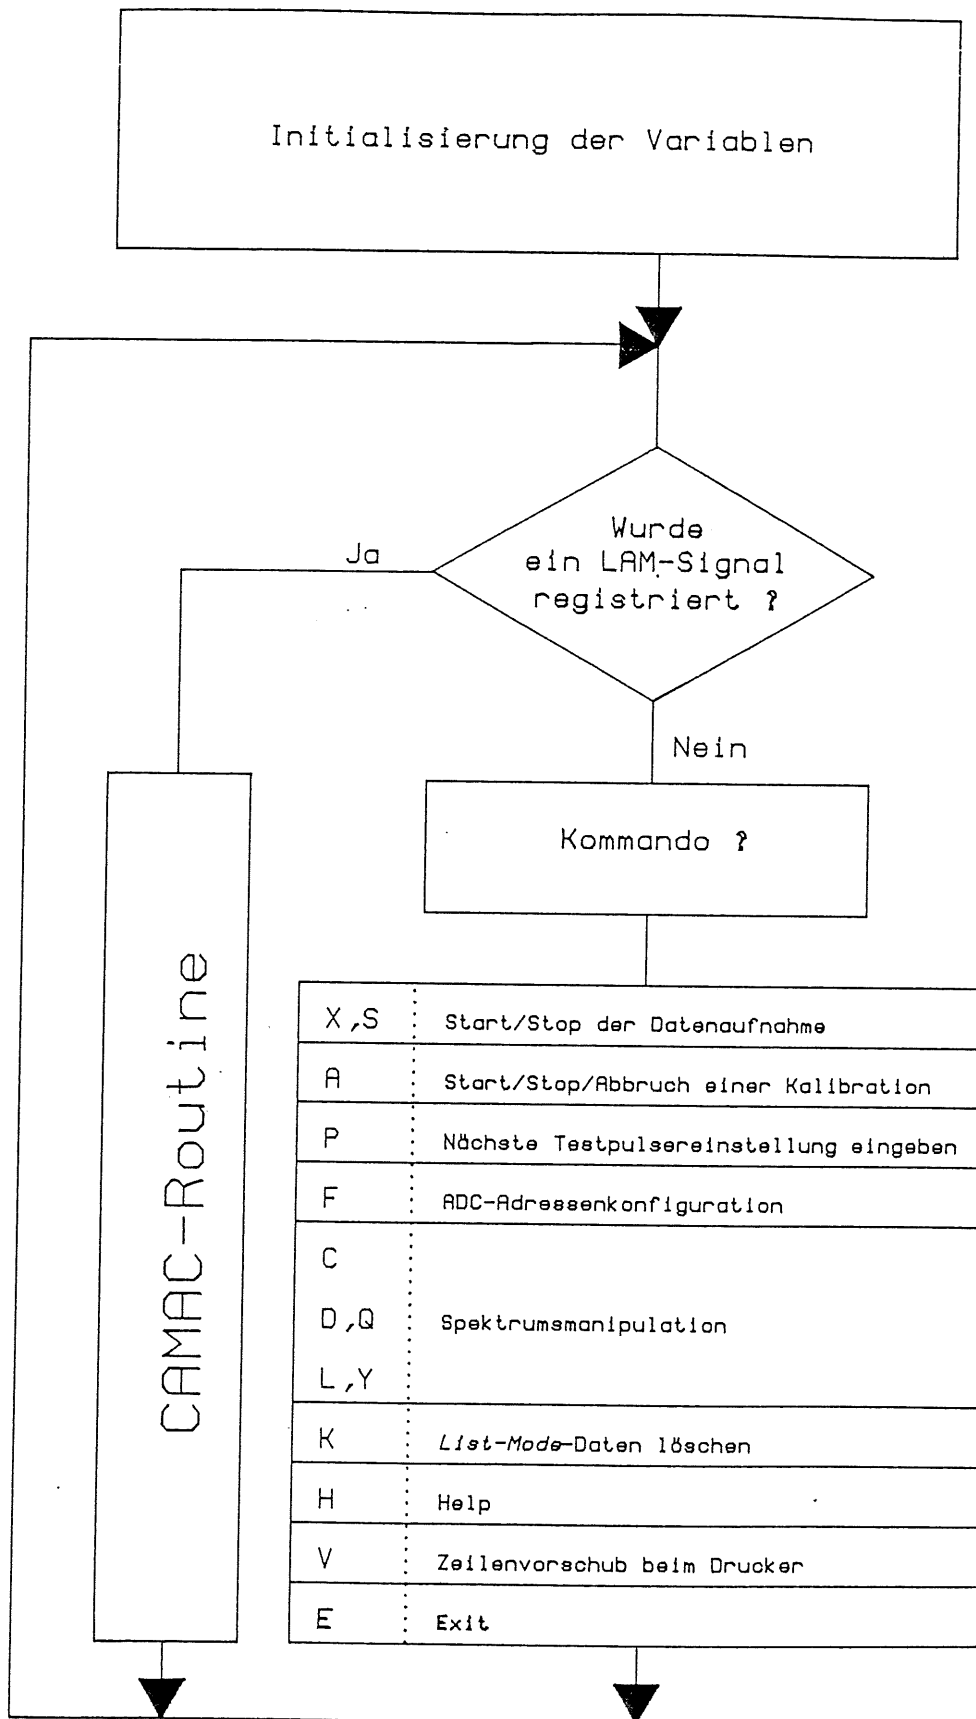 Initialisierung der Variablen
Wurde
ein LAM-Signal
registriert ?
Ja
Nein
Kommando ?
CAMAC-Routine
X,S Start/Stop der Datenaufnahme
A Start/Stop/Abbruch einer Kalibration
P Nächste Testpulsereinstellung eingeben
F ADC-Adressenkonfiguration
C
D,Q Spektrumsmanipulation
L,Y
K List-Mode-Daten löschen
H Help
V Zeilenvorschub beim Drucker
E Exit